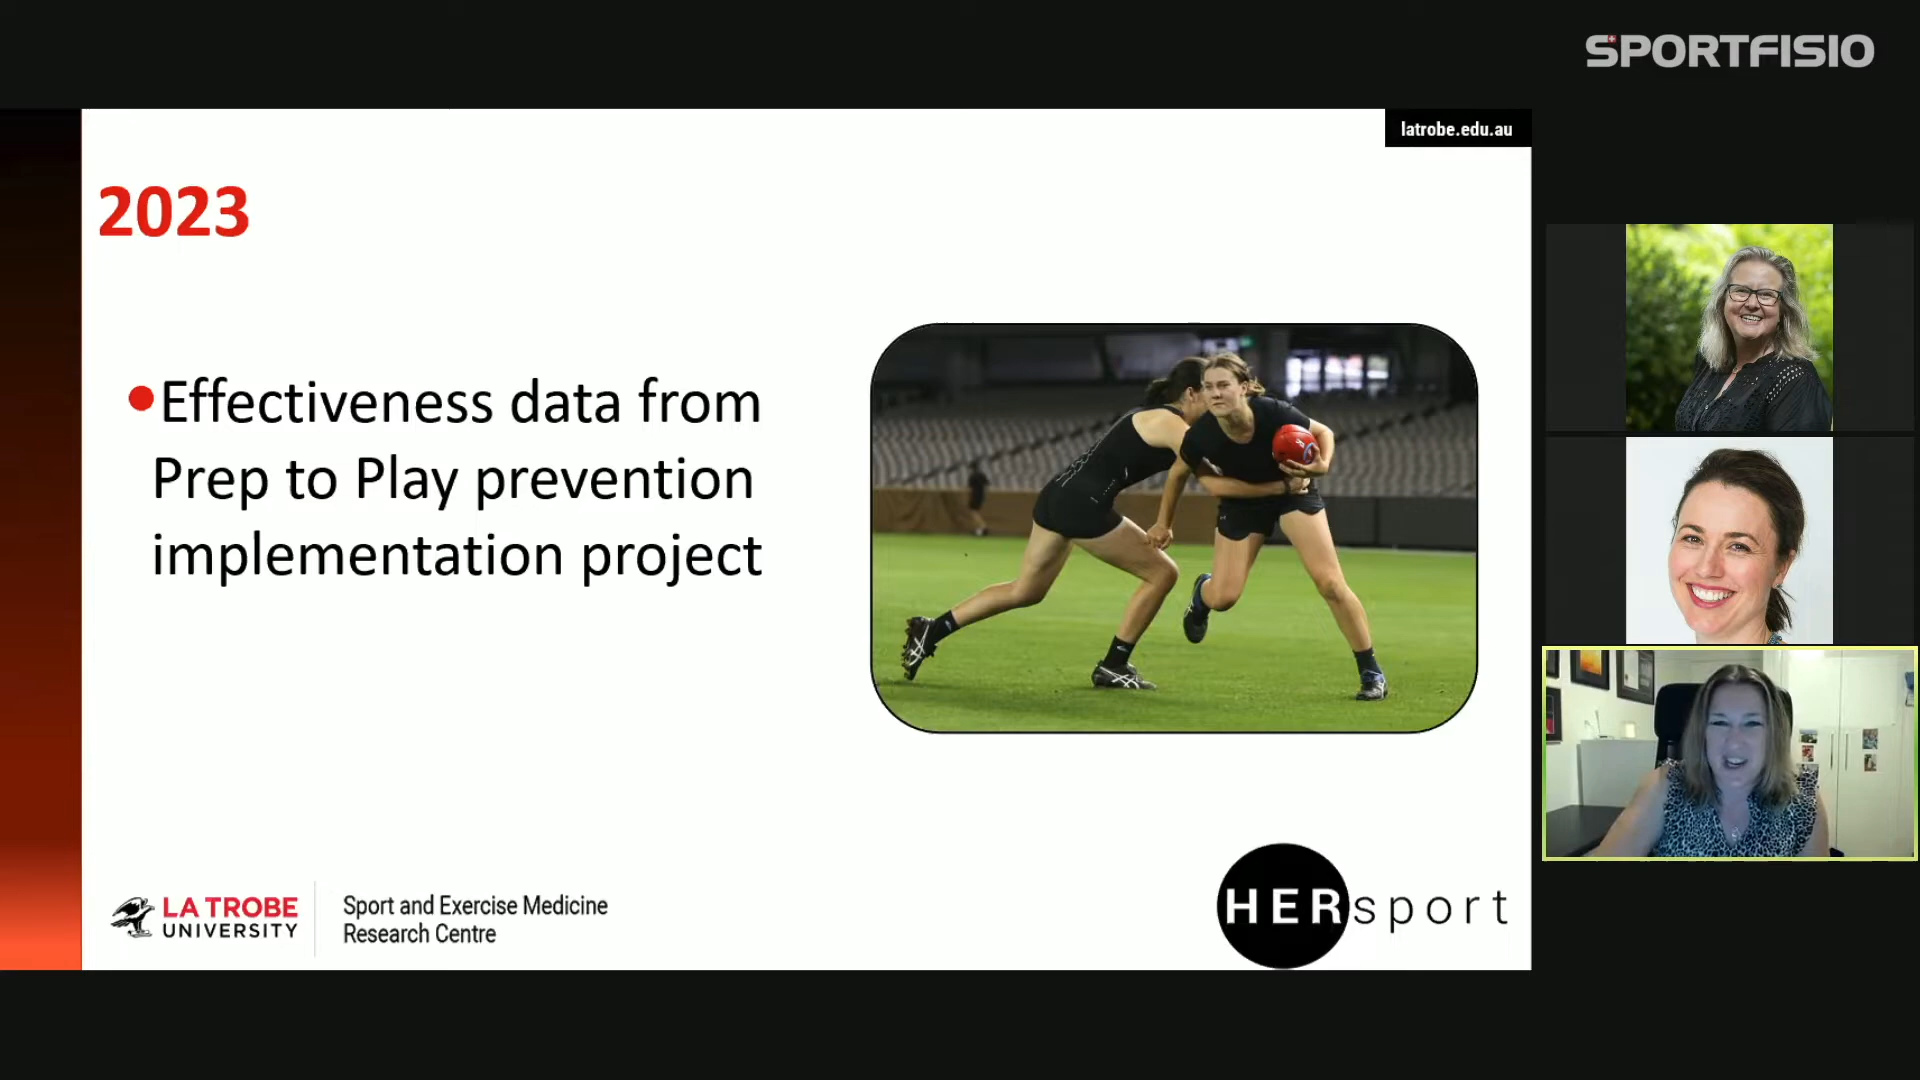 SPORTFISIO
latrobe.edu.au
2023
Effectiveness data from
Prep to Play prevention
implementation project
LA TROBE
UNIVERSITY
Sport and Exercise Medicine
Research Centre
HERsport